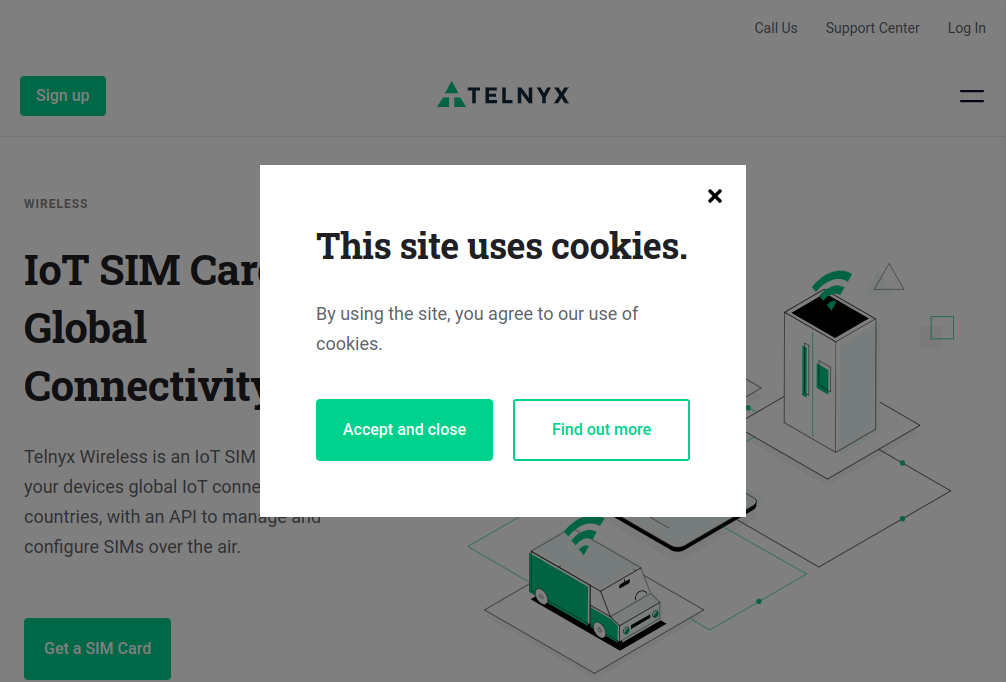 Call Us Support Center Log In
Sign up
TELNYX
WIRELESS
This site uses cookies.
IoT SIM Car
Global
By using the site, you agree to our use of
cookies.
Connectivity
Accept and close
Find out more
Telnyx Wireless is an IoT SIM
your devices global IoT conne
countries, with an API to manage and
configure SIMs over the air.
Get a SIM Card